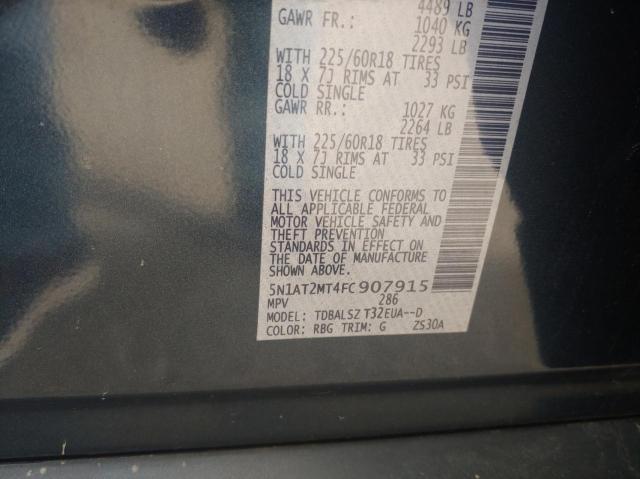 4489 LB
GAWR FR.: 1040 KG
2293 LB
WITH 225/60R18 TIRES
18 X 7J RIMS AT 33 PSI
COLD SINGLE
GAWR RR.: 1027 KG
2264 LB
WITH 225/60R18 TIRES
18 X 7J RIMS AT 33 PSI
COLD SINGLE
THIS VEHICLE CONFORMS TO
ALL APPLICABLE FEDERAL
MOTOR VEHICLE SAFETY AND
THEFT PREVENTION
STANDARDS IN EFFECT ON
THE DATE OF MANUFACTURE
SHOWN ABOVE.
5N1AT2MT4FC907915
MPV 286
MODEL: TDBALSZ T32EUA--D
COLOR: RBG TRIM: G ZS30A